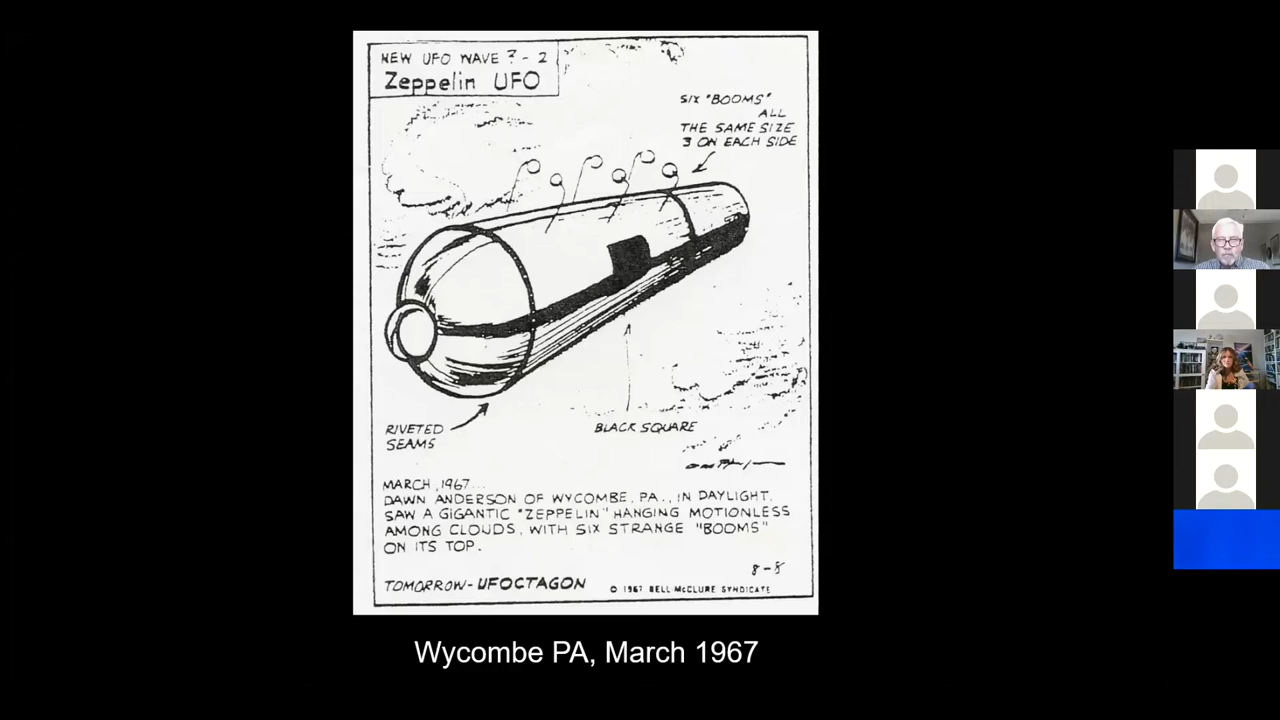 NEW UFO WAVE ? - 2
Zeppelin UFO
SIX "BOOMS"
ALL
THE SAME SIZE
3 ON EACH SIDE
RIVETED
SEAMS
BLACK SQUARE
MARCH, 1967...
DAWN ANDERSON OF WYCOMBE, PA., IN DAYLIGHT,
SAW A GIGANTIC "ZEPPELIN" HANGING MOTIONLESS
AMONG CLOUDS, WITH SIX STRANGE "BOOMS"
ON ITS TOP.
8-8
TOMORROW- UFOCTAGON
© 1967 BELL-McCLURE SYNDICATE
Wycombe PA, March 1967